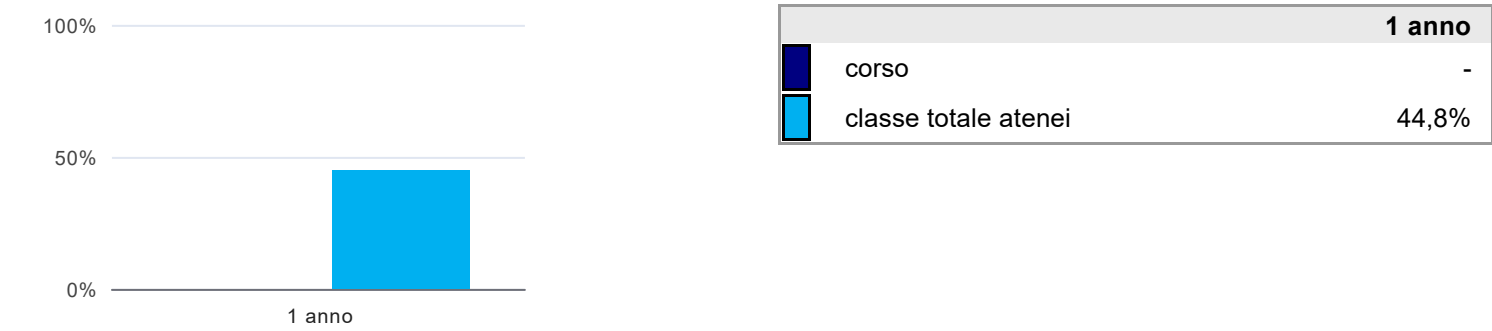 100%
50%
0%
1 anno
1 anno
corso -
classe totale atenei 44,8%